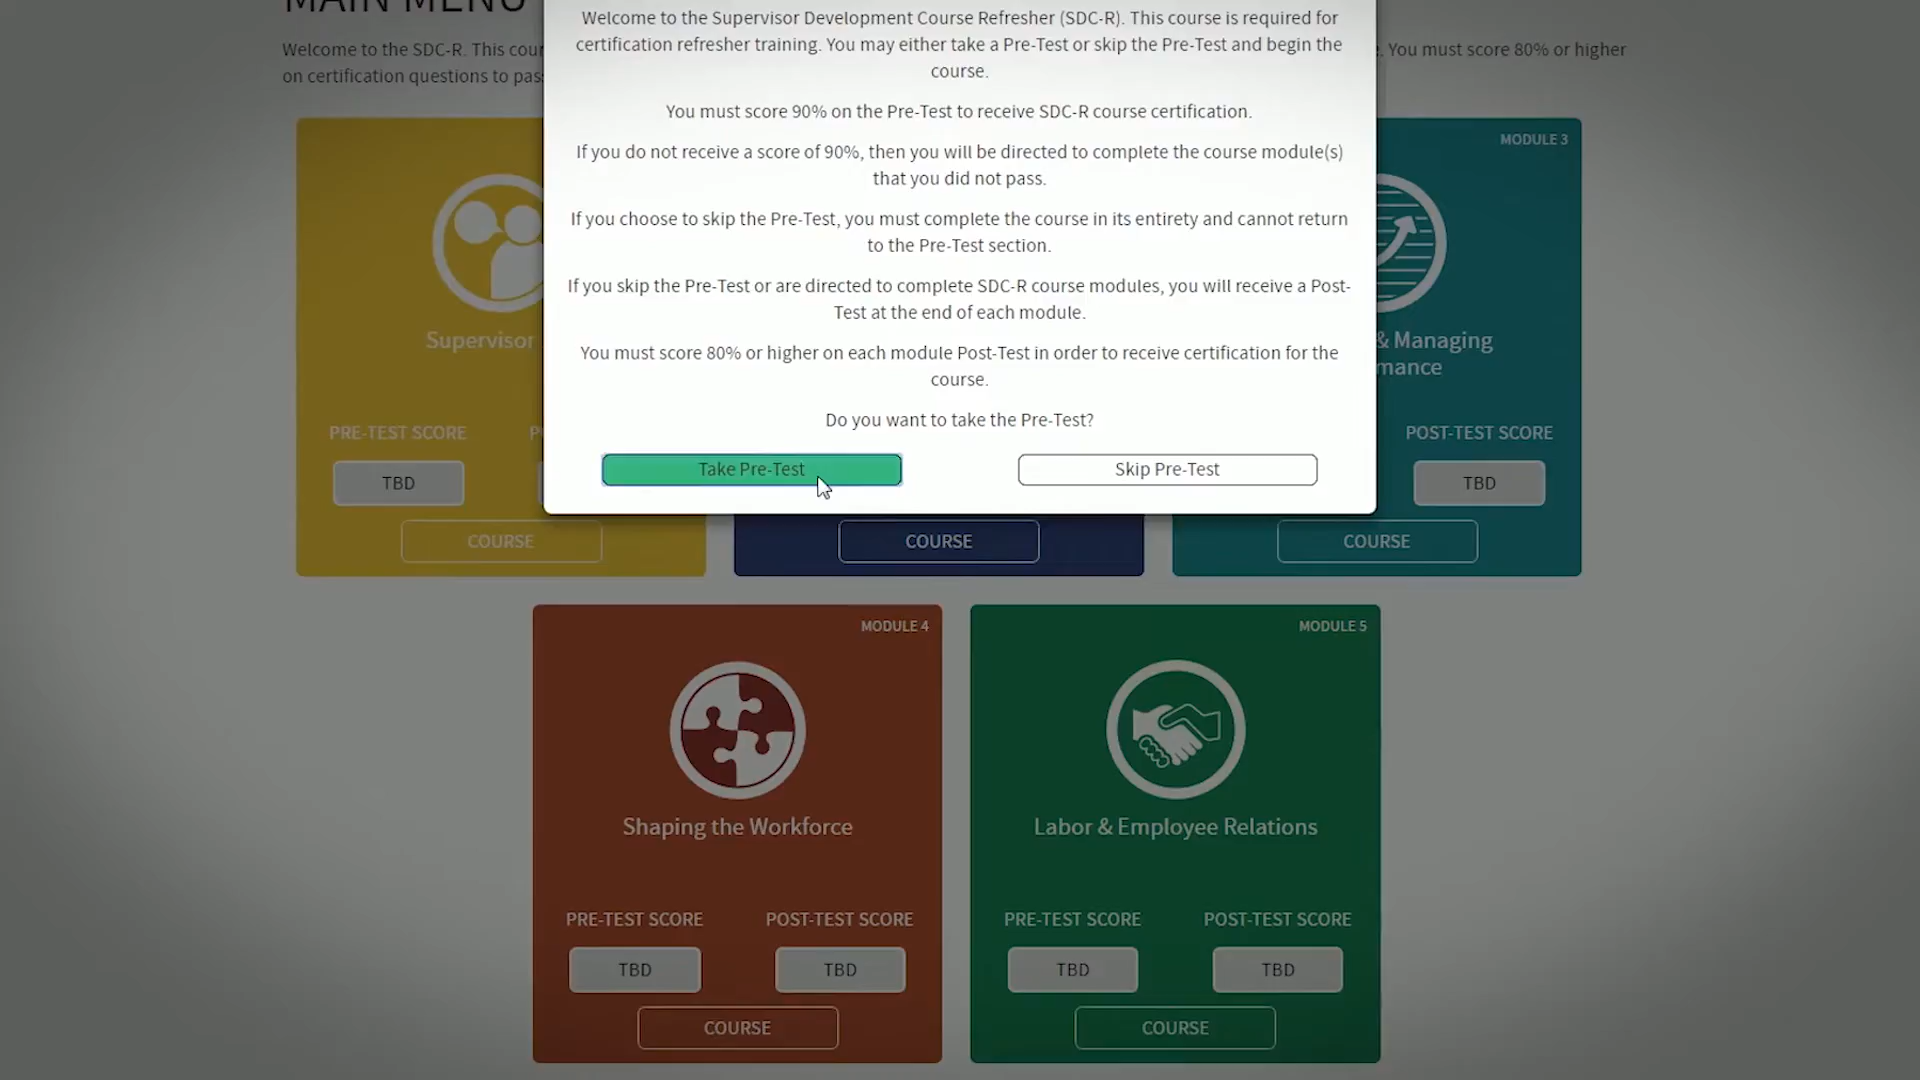 MAIN MENU
Welcome to the SDC-R. This cour
. You must score 80% or higher
on certification questions to pas
Welcome to the Supervisor Development Course Refresher (SDC-R). This course is required for
certification refresher training. You may either take a Pre-Test or skip the Pre-Test and begin the
course.
You must score 90% on the Pre-Test to receive SDC-R course certification.
If you do not receive a score of 90%, then you will be directed to complete the course module(s)
that you did not pass.
If you choose to skip the Pre-Test, you must complete the course in its entirety and cannot return
to the Pre-Test section.
If you skip the Pre-Test or are directed to complete SDC-R course modules, you will receive a Post-
Test at the end of each module.
You must score 80% or higher on each module Post-Test in order to receive certification for the
course.
Do you want to take the Pre-Test?
Take Pre-Test
Skip Pre-Test
Supervisor
PRE-TEST SCORE
TBD
COURSE
COURSE
MODULE 3
& Managing
mance
POST-TEST SCORE
TBD
COURSE
MODULE 4
Shaping the Workforce
PRE-TEST SCORE
POST-TEST SCORE
TBD
TBD
COURSE
MODULE 5
Labor & Employee Relations
PRE-TEST SCORE
POST-TEST SCORE
TBD
TBD
COURSE